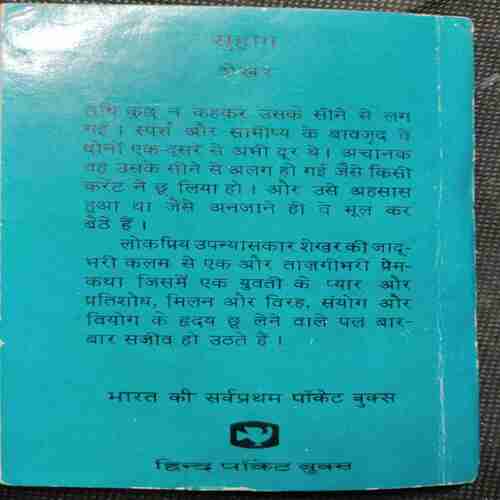 सुहाग
शेखर
कुछ न कहकर उसके सीने से लग
गई । स्पर्श और सामीप्य के बावजूद वे
दोनों एक-दूसरे से अभी दूर थे । अचानक
वह उसके सीने से अलग हो गई जैसे किसी
करंट ने छू लिया हो । और उसे अहसास
हुआ था जैसे अनजाने ही वे भूल कर
बैठे हैं ।
लोकप्रिय उपन्यासकार शेखर की जादू-
भरी कलम से एक और ताज़गीभरी प्रेम-
कथा जिसमें एक युवती के प्यार और
प्रतिशोध, मिलन और विरह, संयोग और
वियोग के हृदय छू लेने वाले पल बार-
बार सजीव हो उठते हैं ।
भारत की सर्वप्रथम पॉकेट बुक्स
हिन्द पॉकेट बुक्स